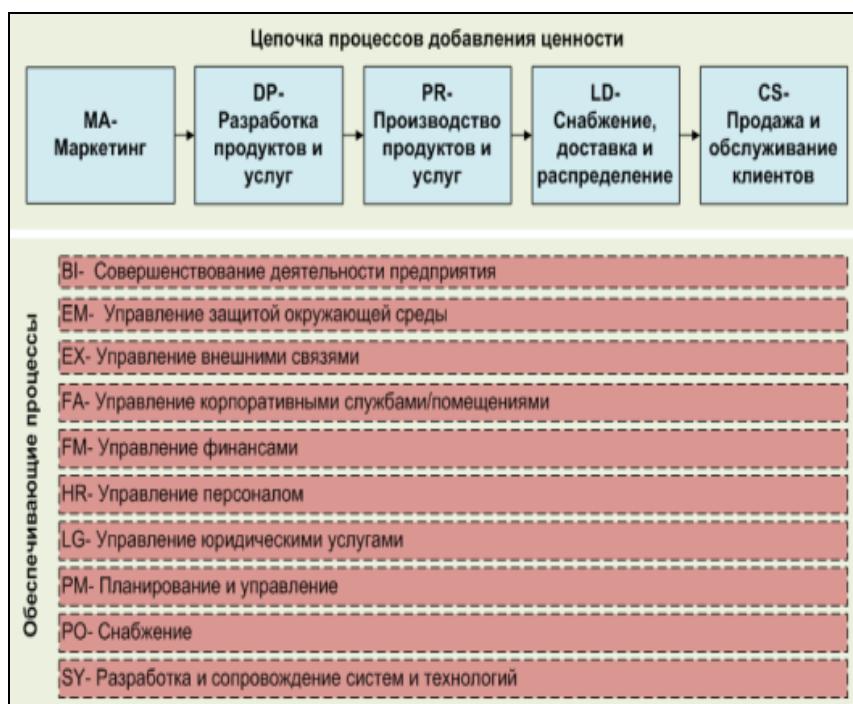 Цепочка процессов добавления ценности
MA-
Маркетинг
DP-
Разработка
продуктов и
услуг
PR-
Производство
продуктов и
услуг
LD-
Снабжение,
доставка и
распределение
CS-
Продажа и
обслуживание
клиентов
Обеспечивающие процессы
BI- Совершенствование деятельности предприятия
EM- Управление защитой окружающей среды
EX- Управление внешними связями
FA- Управление корпоративными службами/помещениями
FM- Управление финансами
HR- Управление персоналом
LG- Управление юридическими услугами
PM- Планирование и управление
PO- Снабжение
SY- Разработка и сопровождение систем и технологий